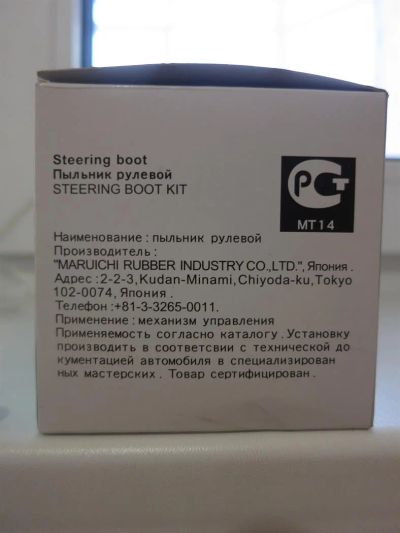 Steering boot
Пыльник рулевой
STEERING BOOT KIT
РСТ
МТ14
Наименование : пыльник рулевой
Производитель :
"MARUICHI RUBBER INDUSTRY CO.,LTD.", Япония .
Адрес :2-2-3,Kudan-Minami,Chiyoda-ku,Tokyo
102-0074, Япония .
Телефон :+81-3-3265-0011.
Применение : механизм управления
Применяемость согласно каталогу . Установку
производить в соответсвии с технической до
кументацией автомобиля в специализирован
ных мастерских . Товар сертифицирован .